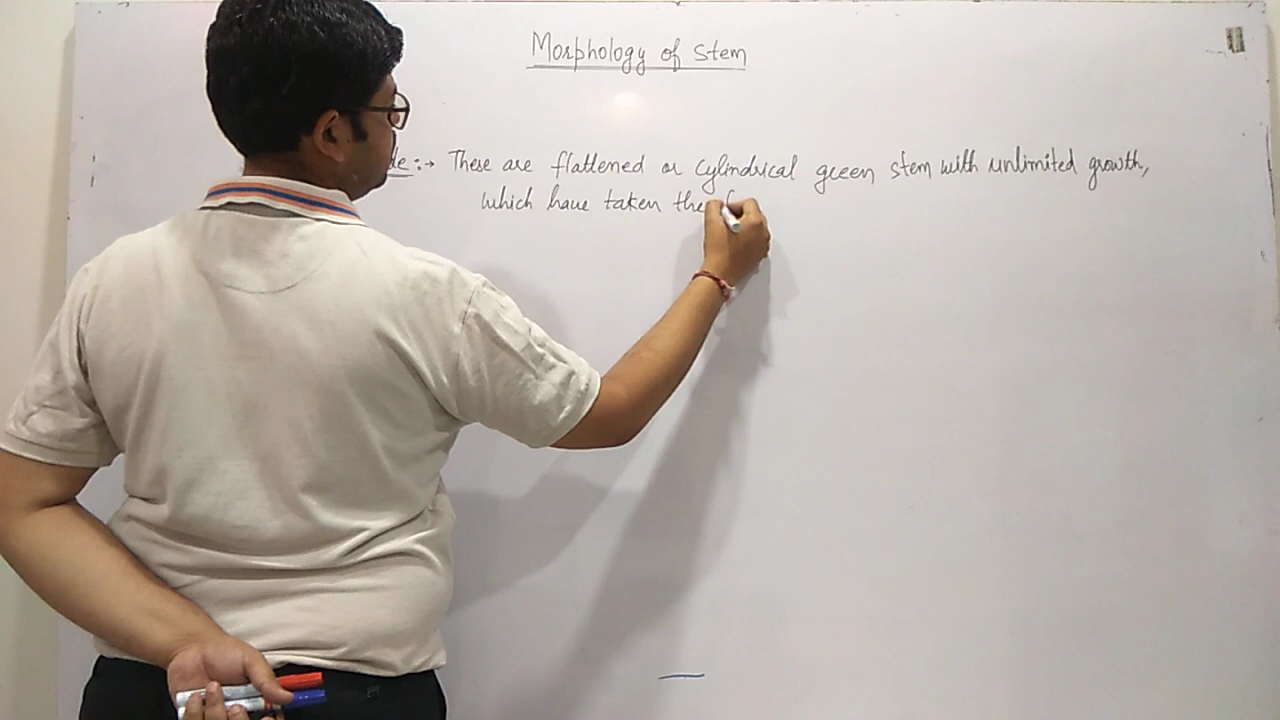 Morphology of Stem
de :→ These are flattened or cylindrical green stem with unlimited growth,
which have taken the